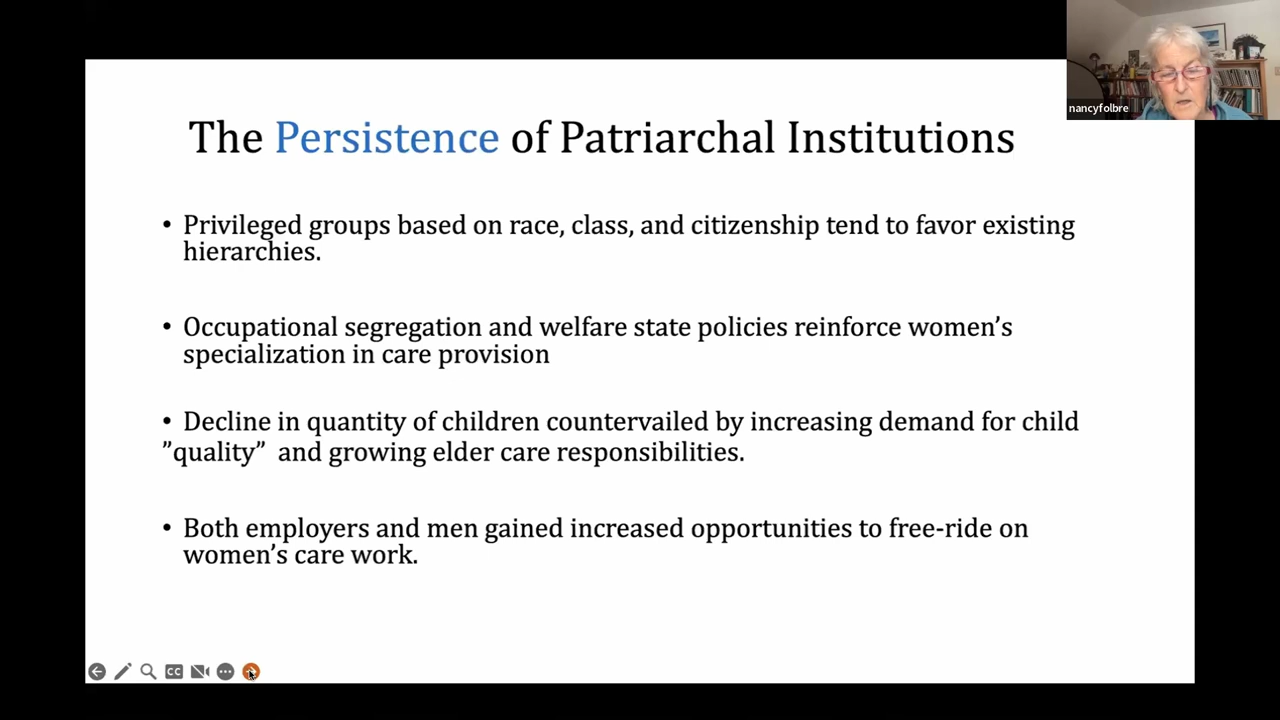 nancyfolbre
The Persistence of Patriarchal Institutions
• Privileged groups based on race, class, and citizenship tend to favor existing
hierarchies.
• Occupational segregation and welfare state policies reinforce women’s
specialization in care provision
• Decline in quantity of children countervailed by increasing demand for child
”quality” and growing elder care responsibilities.
• Both employers and men gained increased opportunities to free-ride on
women’s care work.
CC